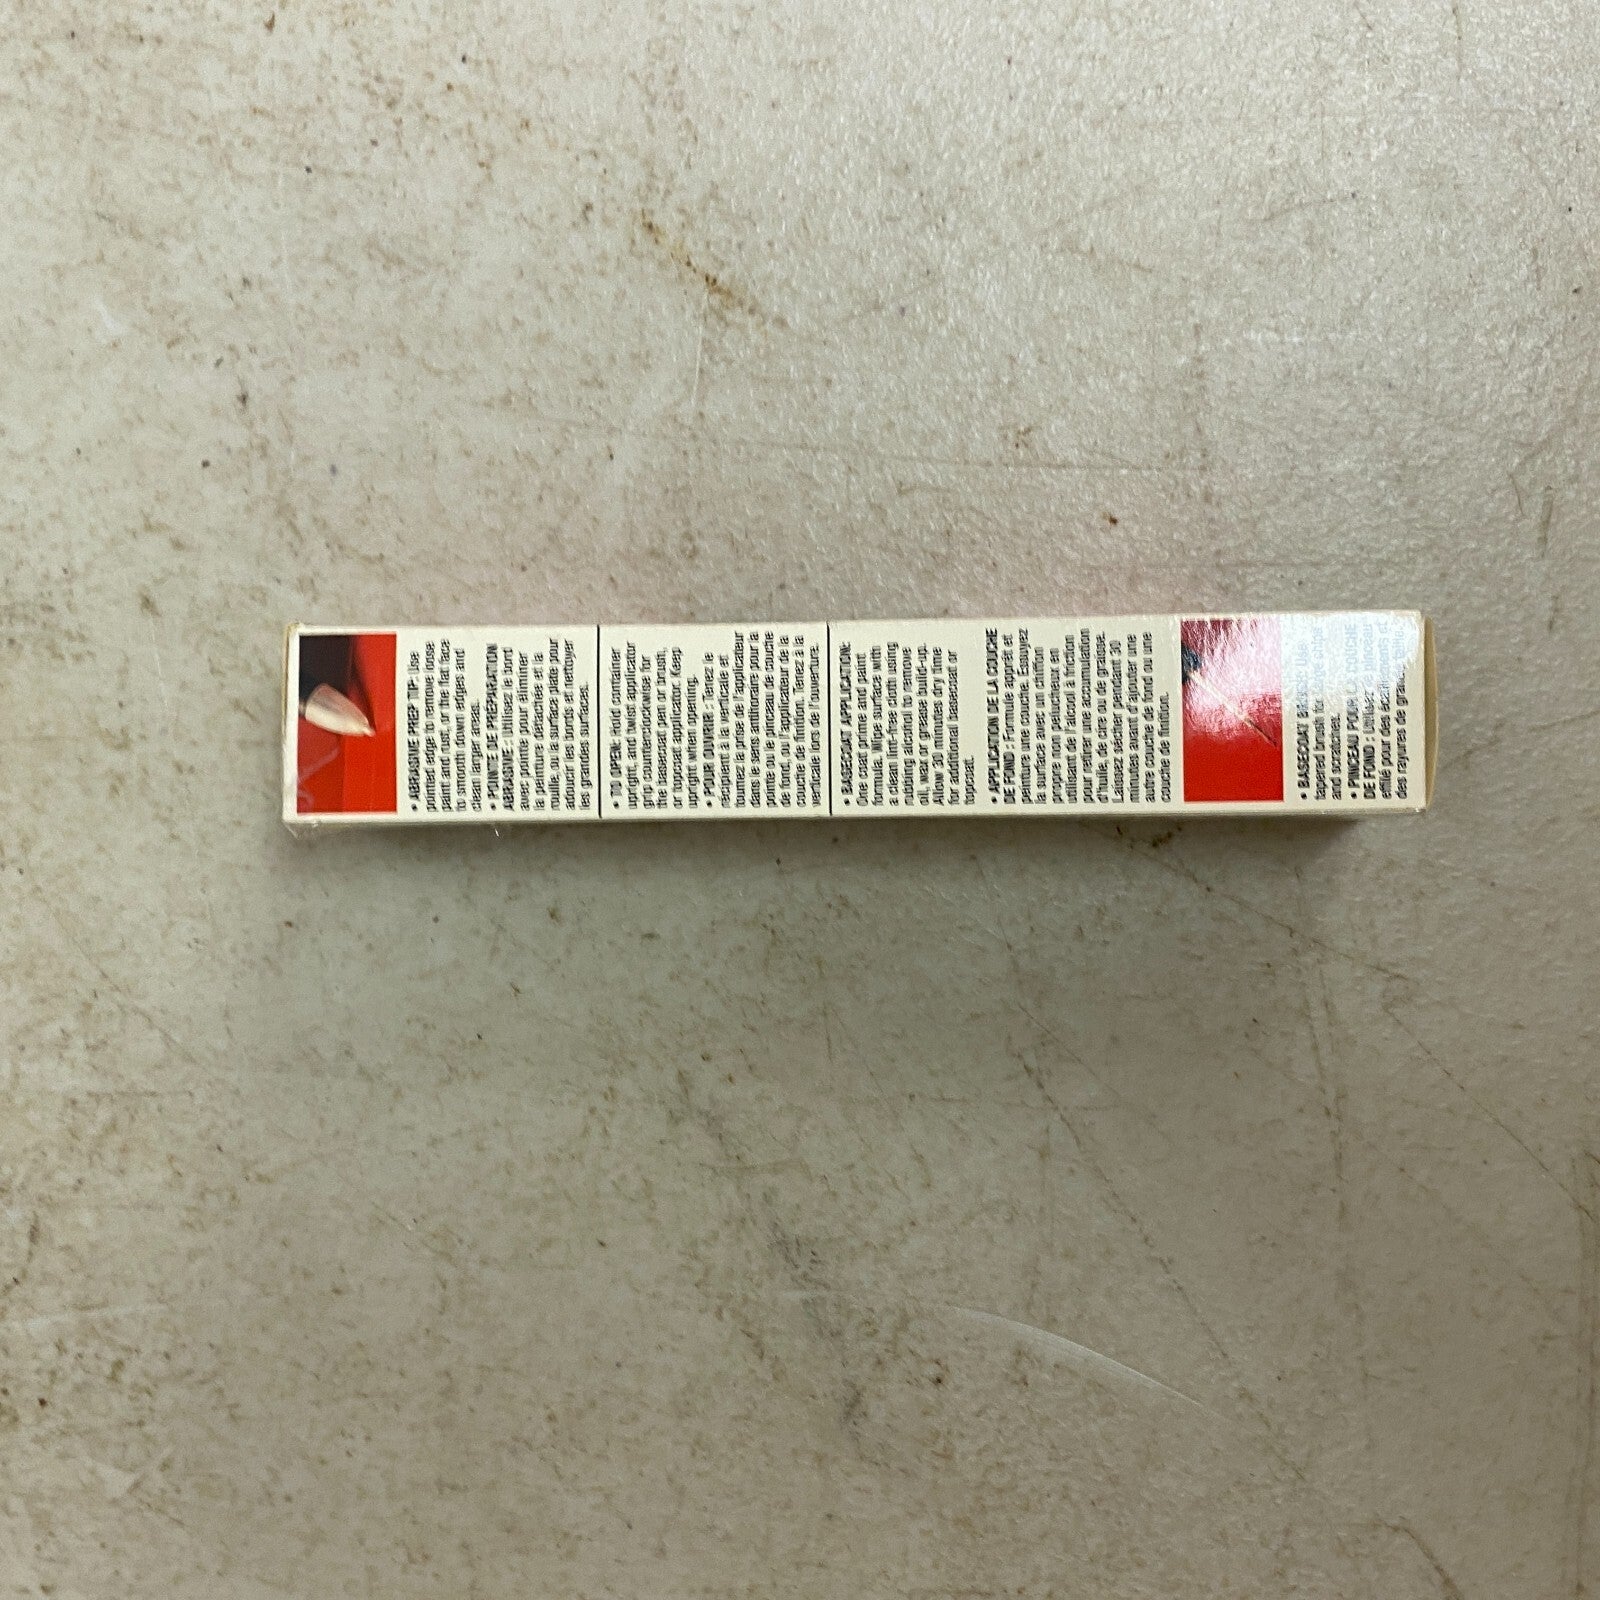 • ABRASIVE PREP TIP: Use
pointed edge to remove loose
paint and rust, or the flat face
to smooth down edges and
clean larger areas.
• POINTE DE PRÉPARATION
ABRASIVE : Utilisez le bord
avec pointe pour éliminer
la peinture détachée et la
rouille, ou la surface plate pour
adoucir les bords et nettoyer
les grandes surfaces.
• TO OPEN: Hold container
upright, and twist applicator
grip counterclockwise for
the basecoat pen or brush,
or topcoat applicator. Keep
upright when opening.
• POUR OUVRIR : Tenez le
récipient à la verticale et
tournez la prise de l'applicateur
dans le sens antihoraire pour la
pointe ou le pinceau de couche
de fond, ou l'applicateur de la
couche de finition. Tenez à la
verticale lors de l'ouverture.
• BASECOAT APPLICATION:
One coat prime and paint
formula. Wipe surface with
a clean lint-free cloth using
rubbing alcohol to remove
oil, wax or grease build-up.
Allow 30 minutes dry time
for additional basecoat or
topcoat.
• APPLICATION DE LA COUCHE
DE FOND : Formule apprêt et
peinture une couche. Essuyez
la surface avec un chiffon
propre non pelucheux en
utilisant de l'alcool à friction
pour retirer une accumulation
d'huile, de cire ou de graisse.
Laissez sécher pendant 30
minutes avant d'ajouter une
autre couche de fond ou une
couche de finition.
• BASECOAT BRUSH: Use
tapered brush for
and scratches.
• PINCEAU POUR LA COUCHE
DE FOND : Utilisez
effilé pour des écaillements et
des rayures de grande taille.